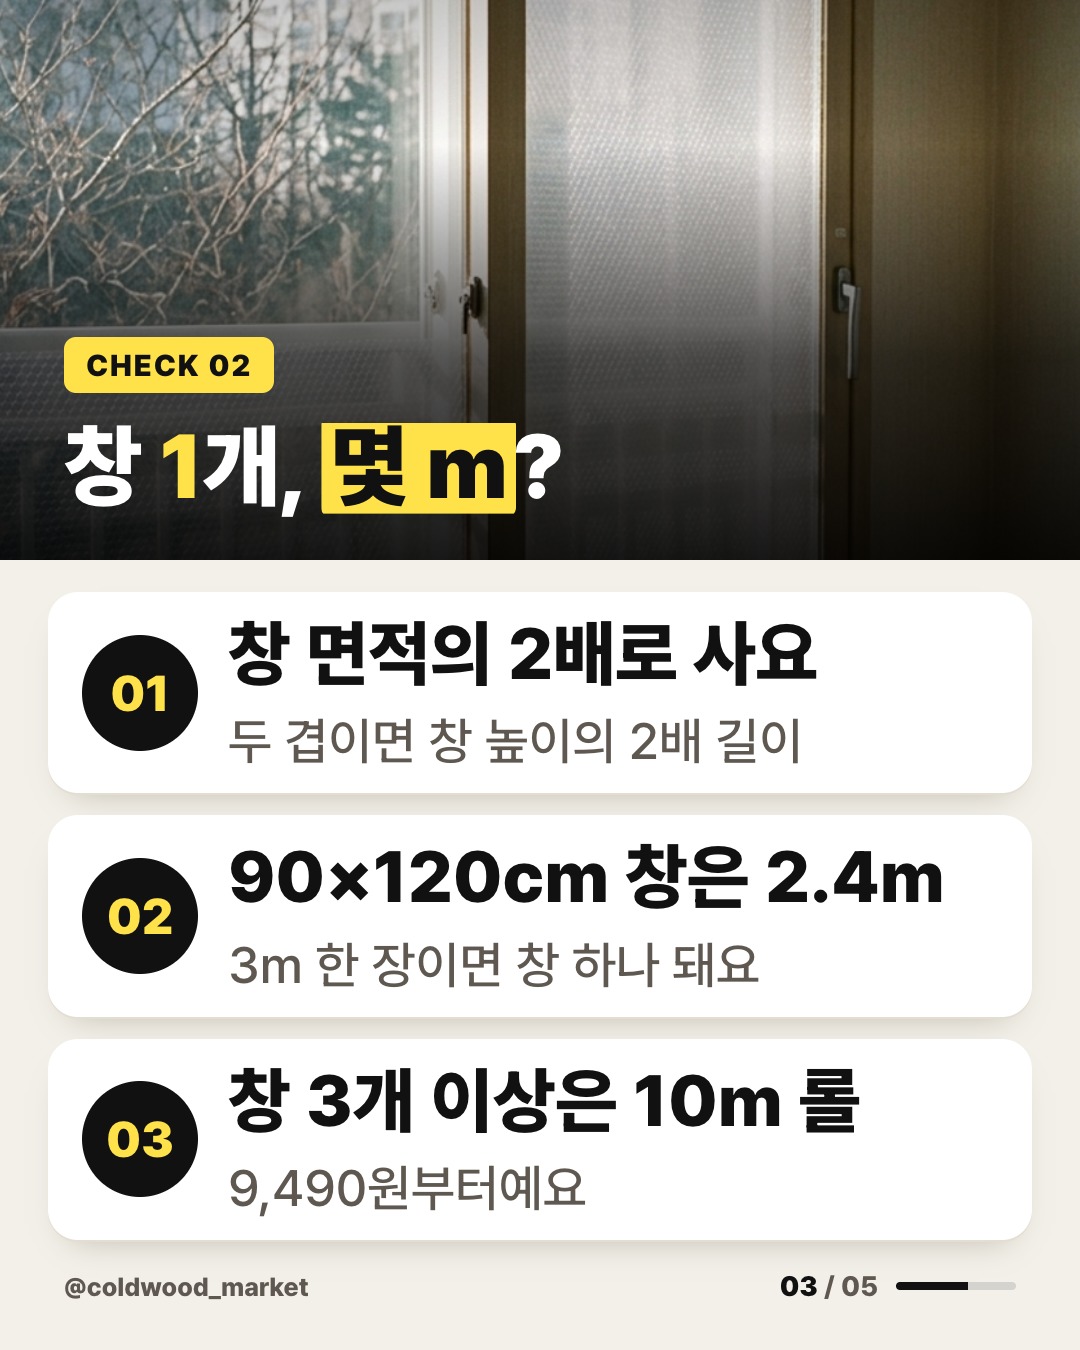 CHECK 02
창 1개, 몇 m?
01
창 면적의 2배로 사요
두 겹이면 창 높이의 2배 길이
02
90×120cm 창은 2.4m
3m 한 장이면 창 하나 돼요
03
창 3개 이상은 10m 롤
9,490원부터예요
@coldwood_market
03 / 05